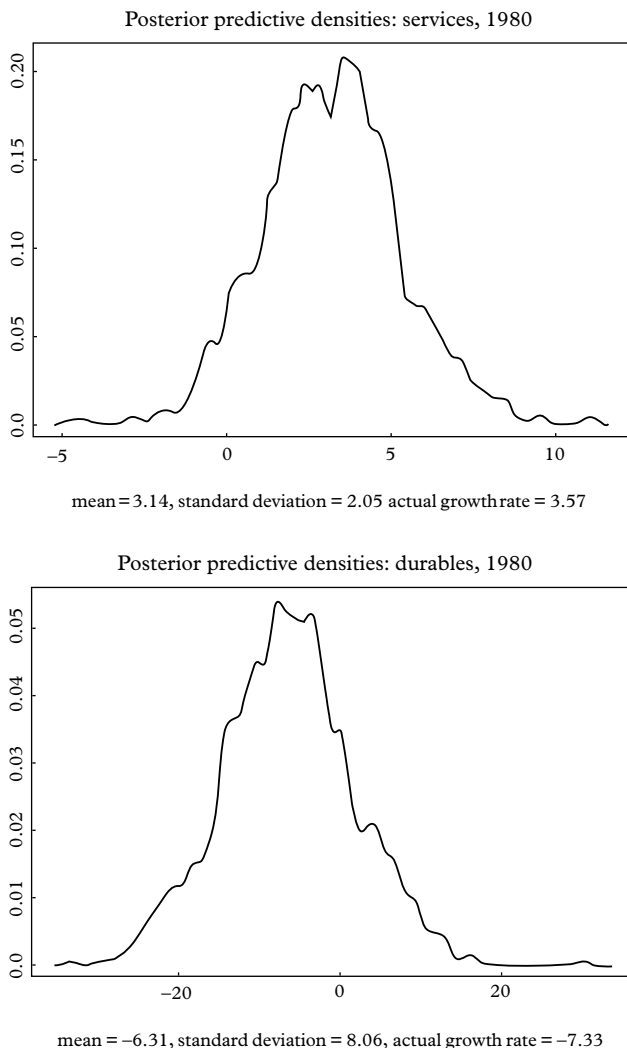 Posterior predictive densities: services, 1980
0.20
0.15
0.10
0.05
0.0
−5 0 5 10
mean = 3.14, standard deviation = 2.05 actual growth rate = 3.57
Posterior predictive densities: durables, 1980
0.05
0.04
0.03
0.02
0.01
0.0
−20 0 20
mean = −6.31, standard deviation = 8.06, actual growth rate = −7.33